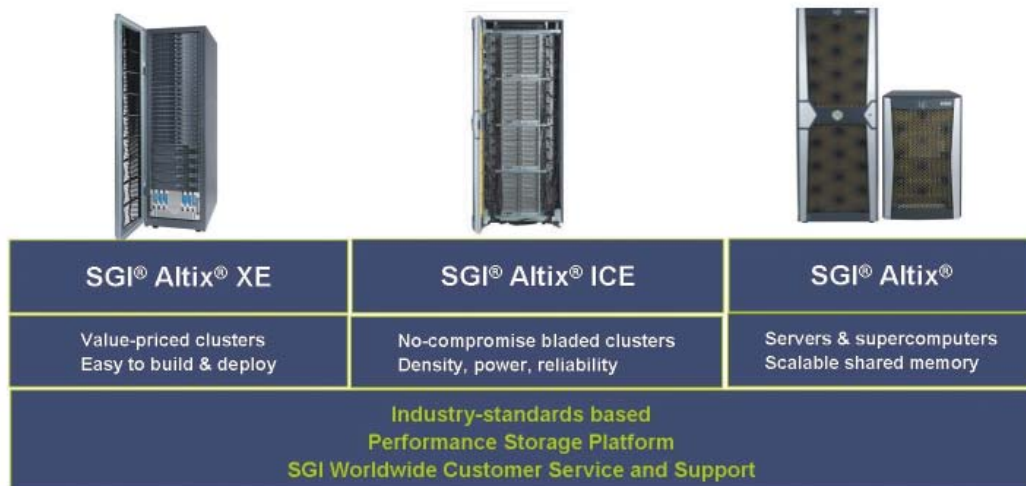 SGI® Altix® XE
Value-priced clusters
Easy to build & deploy
SGI® Altix® ICE
No-compromise bladed clusters
Density, power, reliability
SGI® Altix®
Servers & supercomputers
Scalable shared memory
Industry-standards based
Performance Storage Platform
SGI Worldwide Customer Service and Support